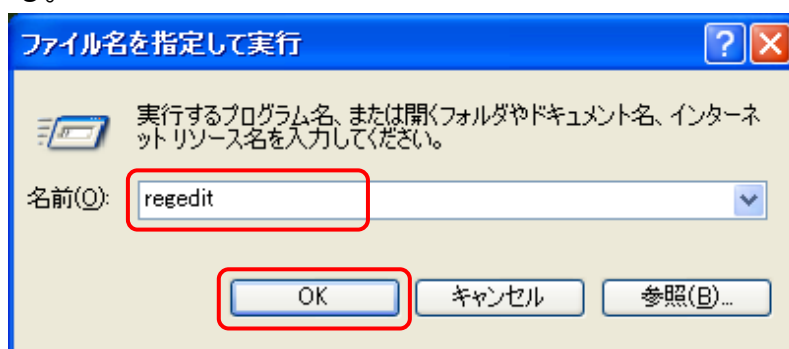 る。
ファイル名を指定して実行
実行するプログラム名、または開くフォルダやドキュメント名、インターネ
ット リソース名を入力してください。
名前(O): regedit
OK キャンセル 参照(B)...